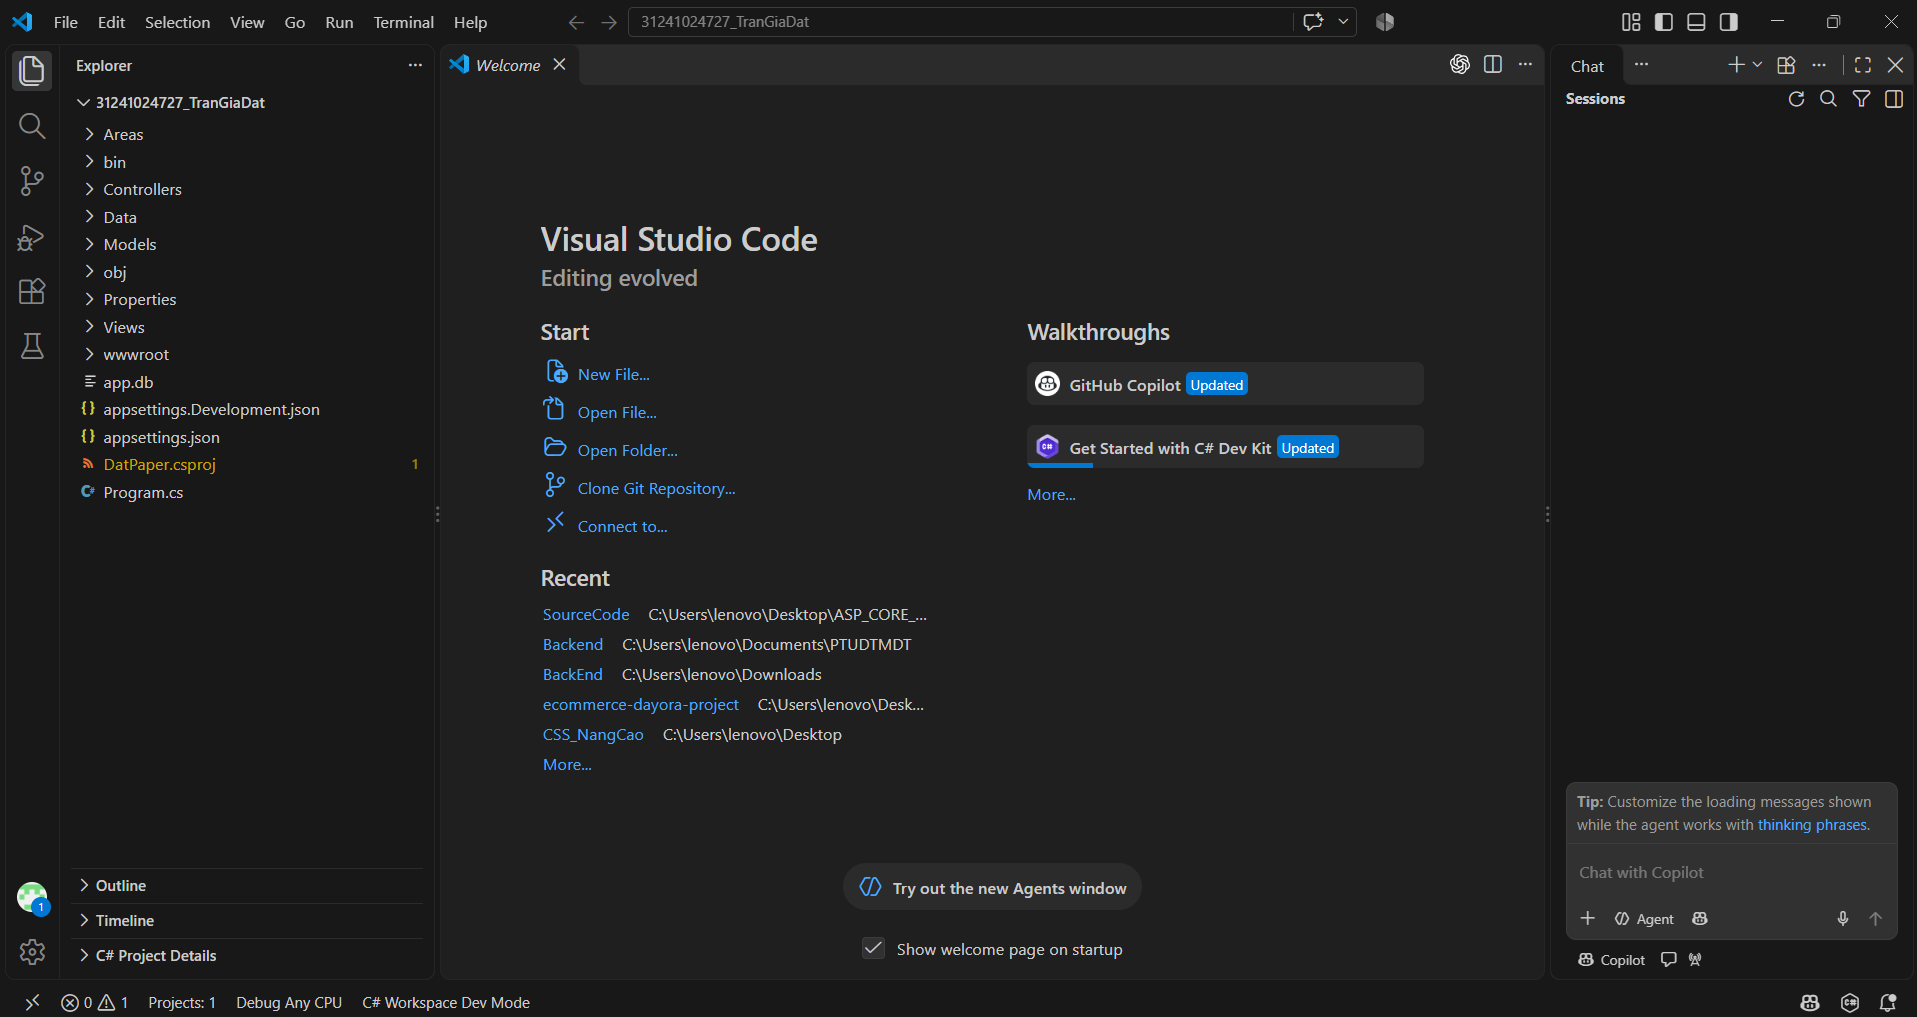 File Edit Selection View Go Run Terminal Help
31241024727_TranGiaDat
Explorer
31241024727_TranGiaDat
Areas
bin
Controllers
Data
Models
obj
Properties
Views
wwwroot
app.db
{} appsettings.Development.json
{} appsettings.json
DatPaper.csproj 1
C# Program.cs
Outline
Timeline
C# Project Details
Welcome
Visual Studio Code
Editing evolved
Start
New File...
Open File...
Open Folder...
Clone Git Repository...
Connect to...
Recent
SourceCode C:\Users\lenovo\Desktop\ASP_CORE_...
Backend C:\Users\lenovo\Documents\PTUDTMDT
BackEnd C:\Users\lenovo\Downloads
ecommerce-dayora-project C:\Users\lenovo\Desk...
CSS_NangCao C:\Users\lenovo\Desktop
More...
Walkthroughs
GitHub Copilot Updated
C# Get Started with C# Dev Kit Updated
More...
Try out the new Agents window
Show welcome page on startup
Chat
Sessions
Tip: Customize the loading messages shown
while the agent works with thinking phrases.
Chat with Copilot
Agent
Copilot
1
0 1 Projects: 1 Debug Any CPU C# Workspace Dev Mode